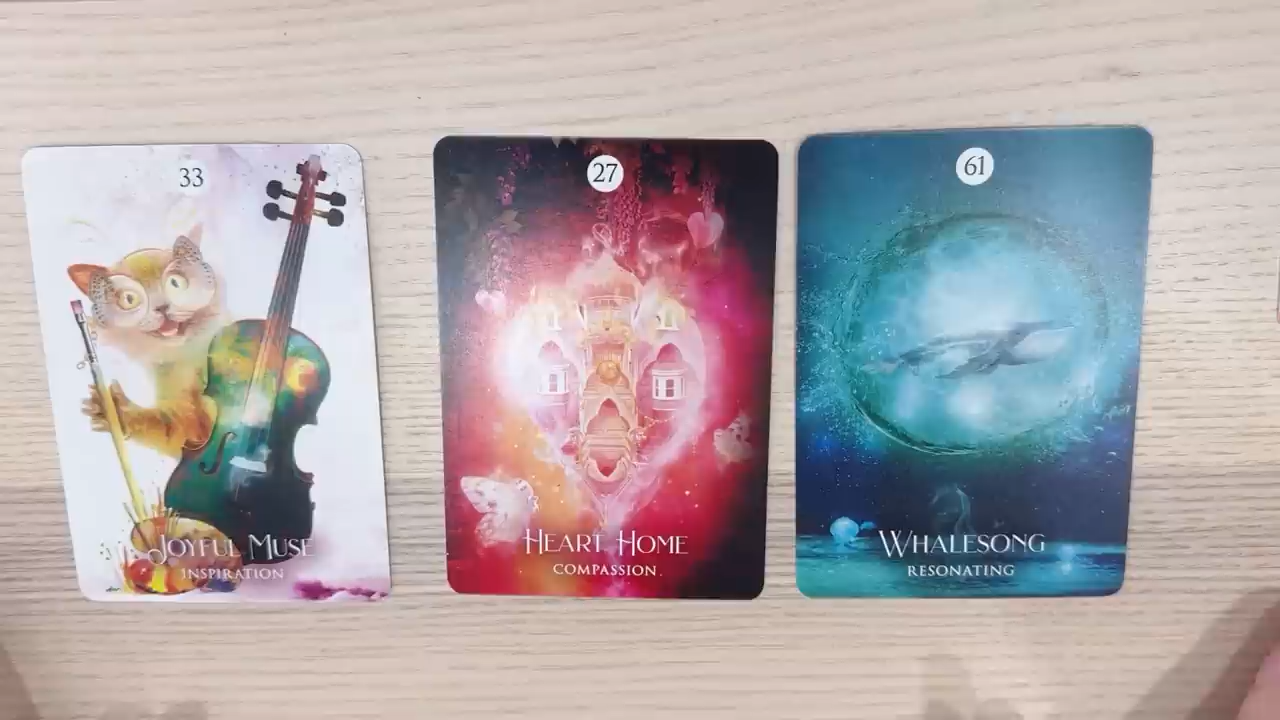 33
JOYFUL MUSE
INSPIRATION
27
HEART HOME
COMPASSION
61
WHALESONG
RESONATING